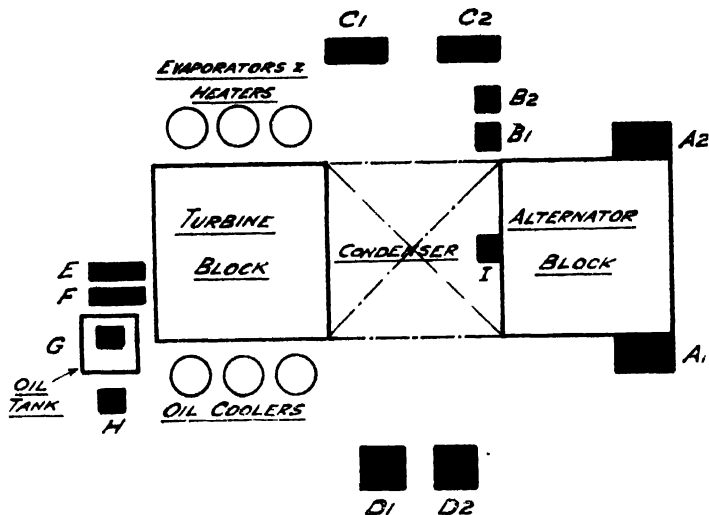 C1 C2
EVAPORATORS &
HEATERS
B2
B1
A2
TURBINE
BLOCK
CONDENSER
ALTERNATOR
BLOCK
I
E
F
G
OIL
TANK
H
OIL COOLERS
A1
D1 D2